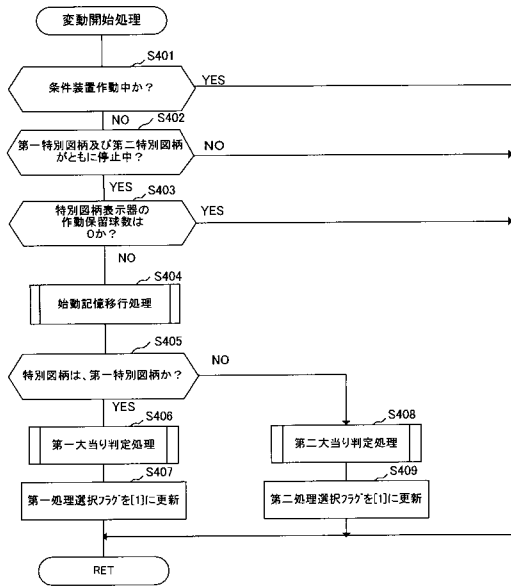 変動開始処理
S401
条件装置作動中か?
YES
NO
S402
第一特別図柄及び第二特別図柄
がともに停止中?
NO
YES
S403
特別図柄表示器の
作動保留球数は
0か?
YES
NO
S404
始動記憶移行処理
S405
特別図柄は、第一特別図柄か?
NO
YES
S406
第一大当り判定処理
S408
第二大当り判定処理
S407
第一処理選択フラグを[1]に更新
S409
第二処理選択フラグを[1]に更新
RET